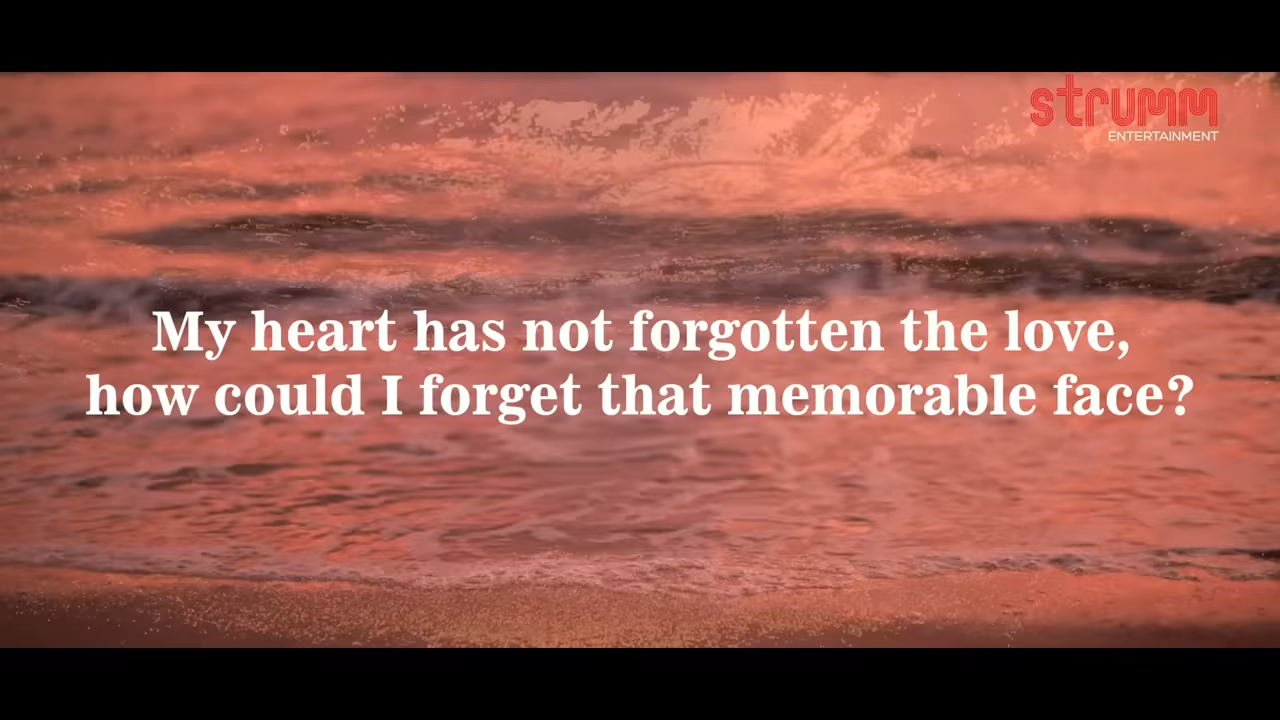 strumm
ENTERTAINMENT
My heart has not forgotten the love,
how could I forget that memorable face?